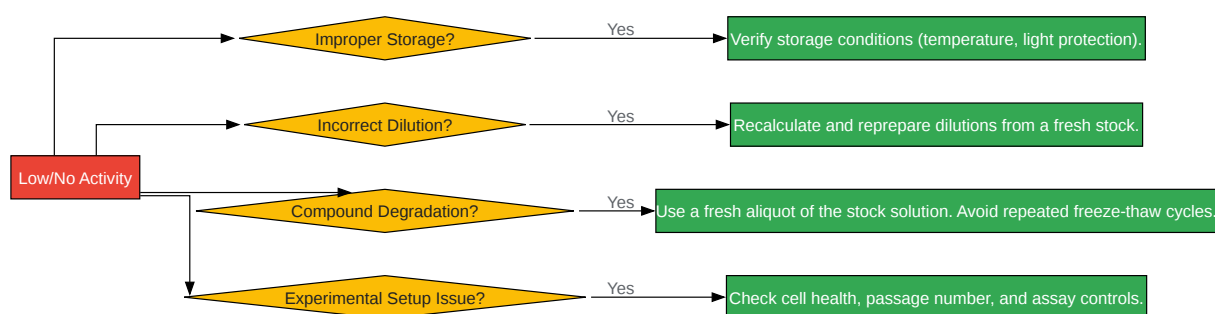 Improper Storage?
Yes
Verify storage conditions (temperature, light protection).
Incorrect Dilution?
Yes
Recalculate and reprepare dilutions from a fresh stock.
Low/No Activity
Compound Degradation?
Yes
Use a fresh aliquot of the stock solution. Avoid repeated freeze-thaw cycles.
Experimental Setup Issue?
Yes
Check cell health, passage number, and assay controls.